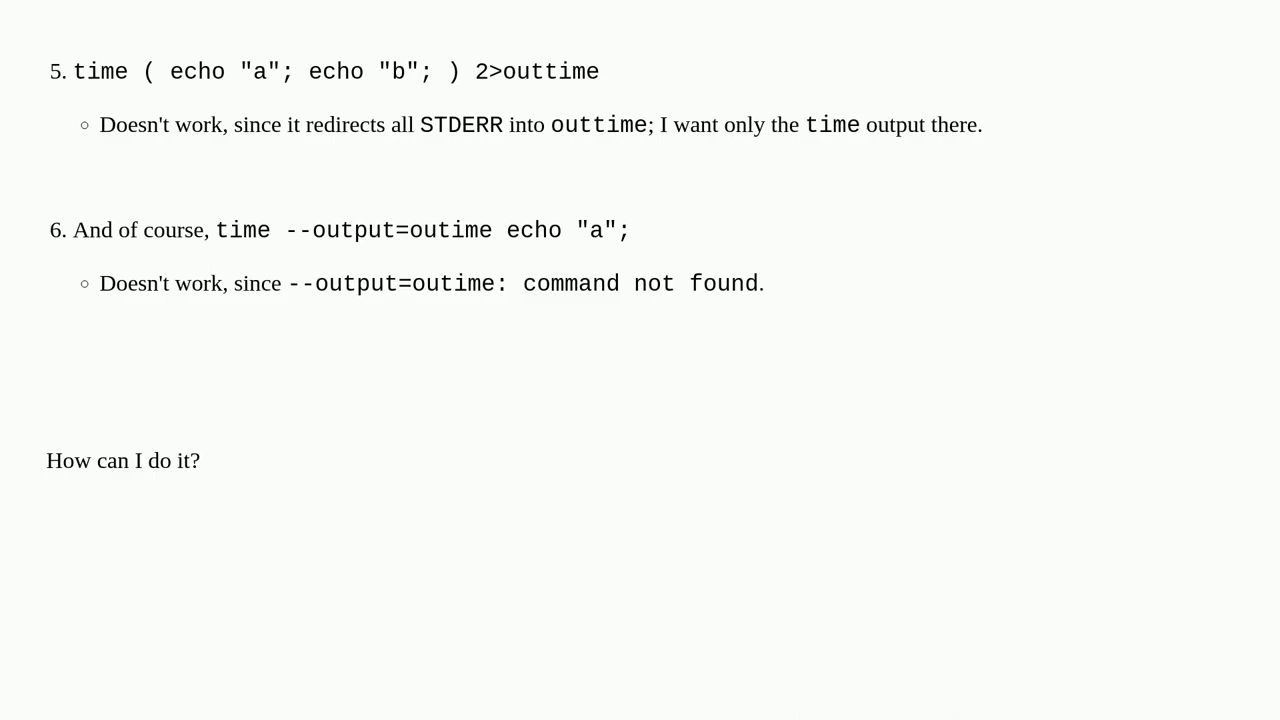 5. time ( echo "a"; echo "b"; ) 2>outtime
○ Doesn't work, since it redirects all STDERR into outtime; I want only the time output there.
6. And of course, time --output=outime echo "a";
○ Doesn't work, since --output=outime: command not found.
How can I do it?